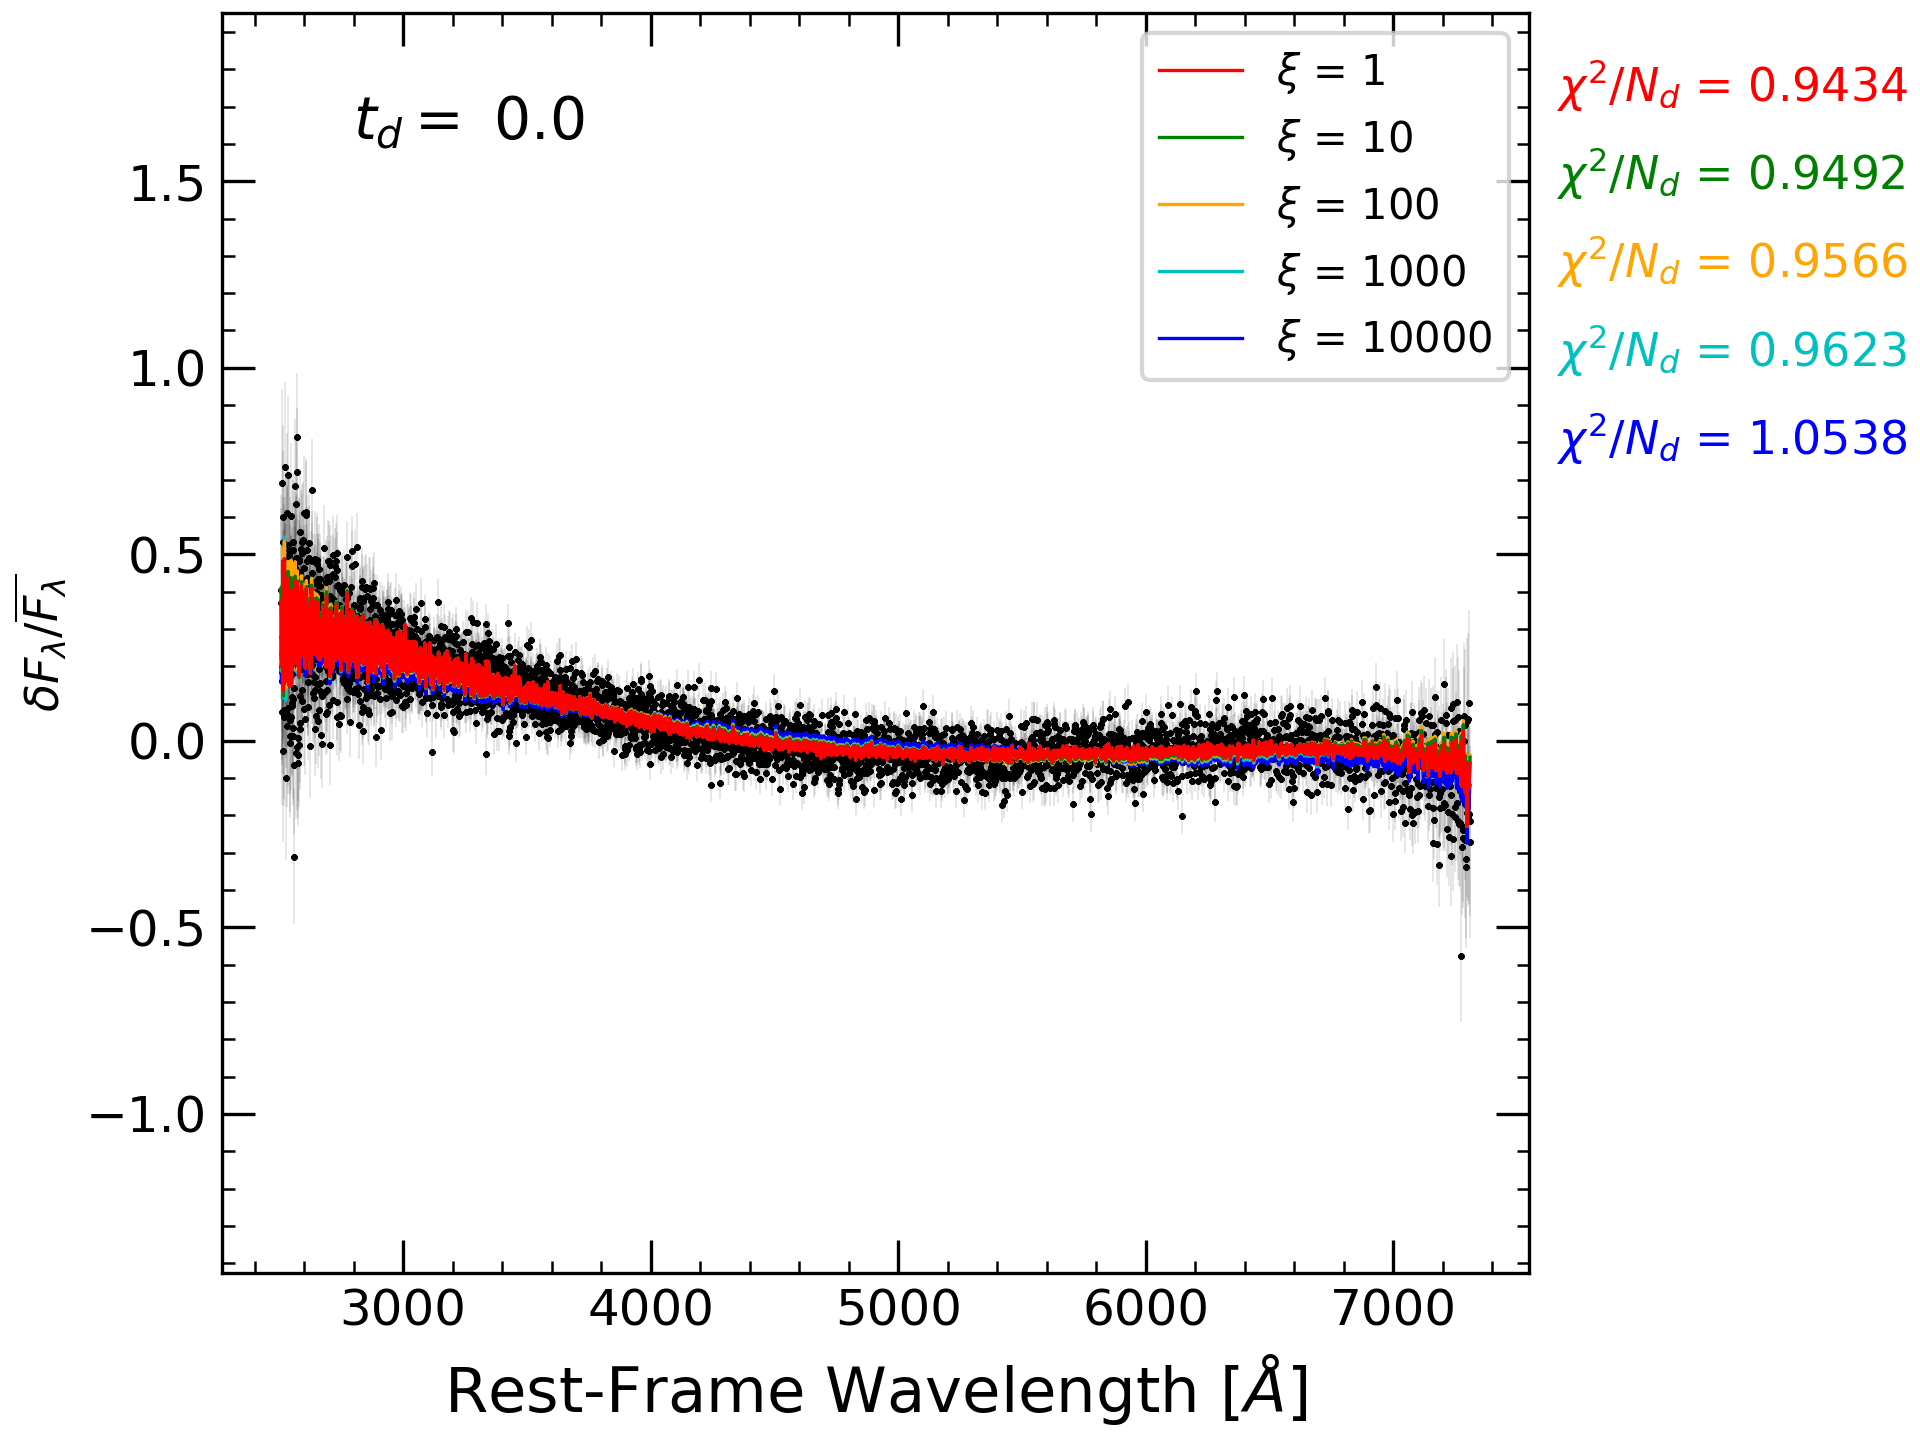 t_d = 0.0
ξ = 1
ξ = 10
ξ = 100
ξ = 1000
ξ = 10000
χ²/N_d = 0.9434
χ²/N_d = 0.9492
χ²/N_d = 0.9566
χ²/N_d = 0.9623
χ²/N_d = 1.0538
1.5
1.0
0.5
0.0
−0.5
−1.0
δF_λ/F̅_λ
3000 4000 5000 6000 7000
Rest-Frame Wavelength [Å]